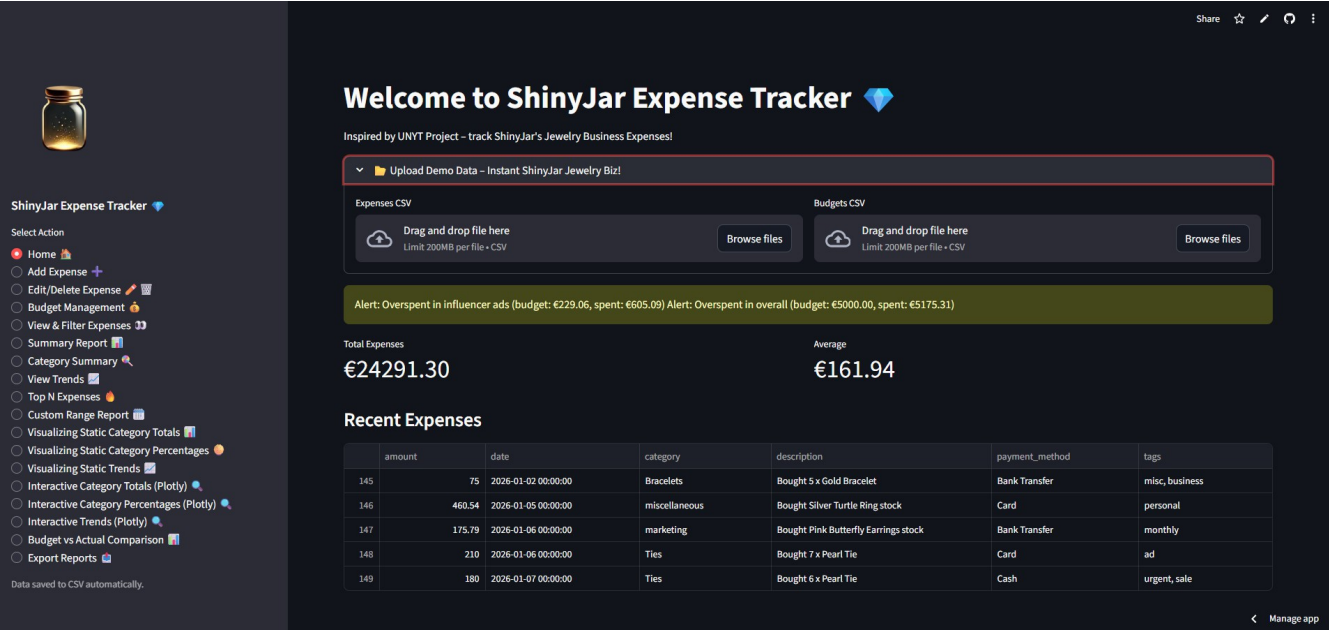 Share
ShinyJar Expense Tracker 💎
Select Action
Home 🏠
Add Expense ➕
Edit/Delete Expense ✏️ 🗑️
Budget Management 💰
View & Filter Expenses 👀
Summary Report 📊
Category Summary 🔍
View Trends 📈
Top N Expenses 🔥
Custom Range Report 📅
Visualizing Static Category Totals 📊
Visualizing Static Category Percentages 🥧
Visualizing Static Trends 📈
Interactive Category Totals (Plotly) 🔍
Interactive Category Percentages (Plotly) 🔍
Interactive Trends (Plotly) 🔍
Budget vs Actual Comparison 📊
Export Reports 📤
Data saved to CSV automatically.
Welcome to ShinyJar Expense Tracker 💎
Inspired by UNYT Project – track ShinyJar's Jewelry Business Expenses!
📂 Upload Demo Data – Instant ShinyJar Jewelry Biz!
Expenses CSV
Drag and drop file here
Limit 200MB per file • CSV
Browse files
Budgets CSV
Drag and drop file here
Limit 200MB per file • CSV
Browse files
Alert: Overspent in influencer ads (budget: €229.06, spent: €605.09) Alert: Overspent in overall (budget: €5000.00, spent: €5175.31)
Total Expenses
€24291.30
Average
€161.94
Recent Expenses
amount date category description payment_method tags
145 75 2026-01-02 00:00:00 Bracelets Bought 5 x Gold Bracelet Bank Transfer misc, business
146 460.54 2026-01-05 00:00:00 miscellaneous Bought Silver Turtle Ring stock Card personal
147 175.79 2026-01-06 00:00:00 marketing Bought Pink Butterfly Earrings stock Bank Transfer monthly
148 210 2026-01-06 00:00:00 Ties Bought 7 x Pearl Tie Card ad
149 180 2026-01-07 00:00:00 Ties Bought 6 x Pearl Tie Cash urgent, sale
Manage app